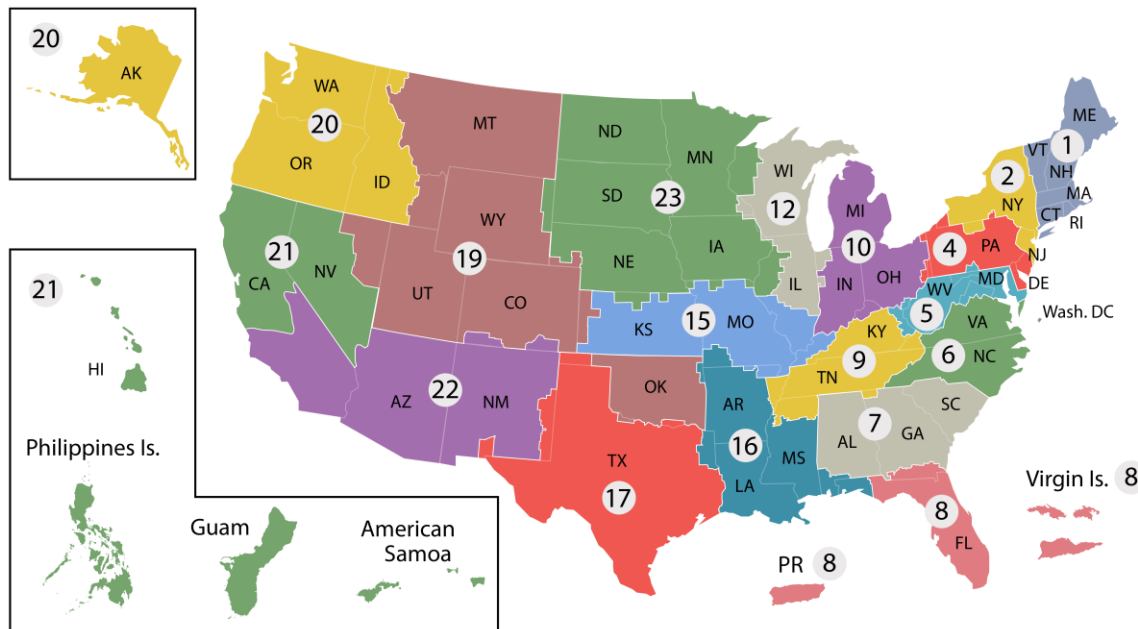 20
AK
21
HI
Philippines Is.
Guam
American
Samoa
WA
20
OR
ID
MT
WY
19
UT
CO
21
CA
NV
AZ
22
NM
ND
MN
SD
23
NE
IA
WI
12
IL
MI
10
IN
OH
KS
15
MO
OK
TX
17
AR
16
LA
MS
KY
9
TN
7
AL
GA
SC
8
FL
6
VA
NC
5
WV
MD
4
PA
NJ
DE
Wash. DC
2
NY
1
ME
VT
NH
MA
CT
RI
PR 8
Virgin Is. 8